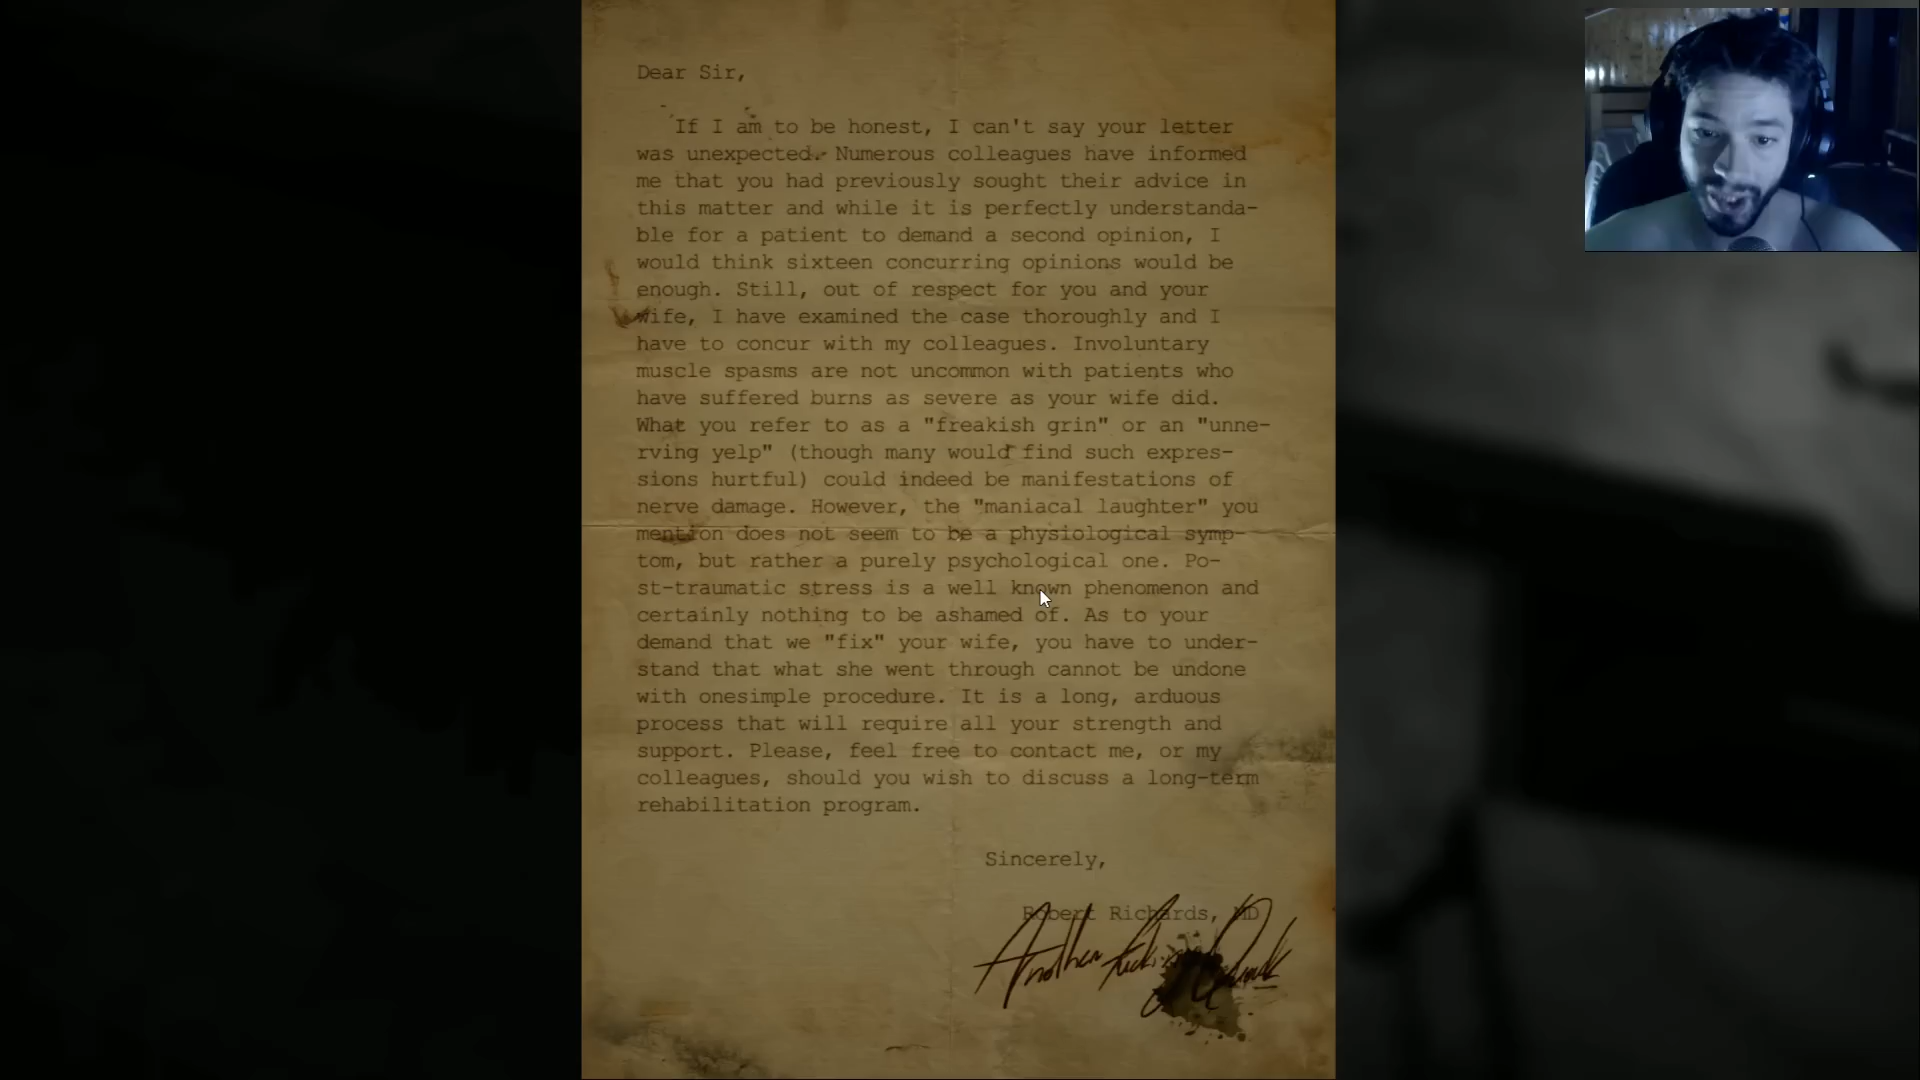 Dear Sir,
If I am to be honest, I can't say your letter
was unexpected. Numerous colleagues have informed
me that you had previously sought their advice in
this matter and while it is perfectly understanda-
ble for a patient to demand a second opinion, I
would think sixteen concurring opinions would be
enough. Still, out of respect for you and your
wife, I have examined the case thoroughly and I
have to concur with my colleagues. Involuntary
muscle spasms are not uncommon with patients who
have suffered burns as severe as your wife did.
What you refer to as a "freakish grin" or an "unne-
rving yelp" (though many would find such expres-
sions hurtful) could indeed be manifestations of
nerve damage. However, the "maniacal laughter" you
mention does not seem to be a physiological symp-
tom, but rather a purely psychological one. Po-
st-traumatic stress is a well known phenomenon and
certainly nothing to be ashamed of. As to your
demand that we "fix" your wife, you have to under-
stand that what she went through cannot be undone
with onesimple procedure. It is a long, arduous
process that will require all your strength and
support. Please, feel free to contact me, or my
colleagues, should you wish to discuss a long-term
rehabilitation program.
Sincerely,
Robert Richards, MD
Another